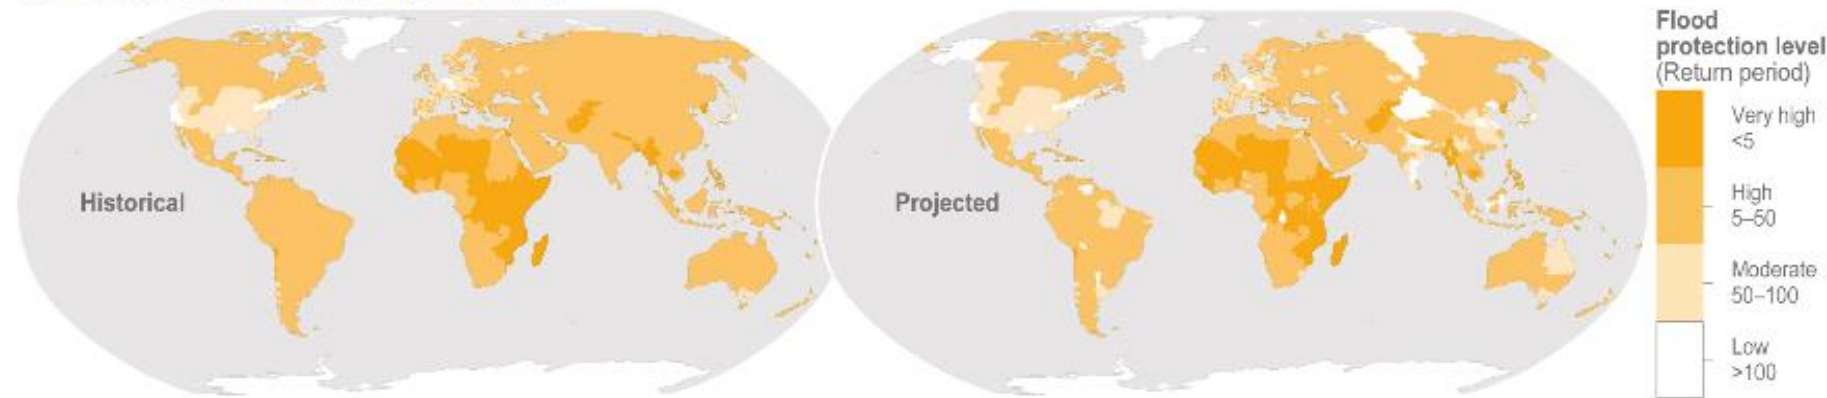 Historical
Projected
Flood
protection level
(Return period)
Very high
<5
High
5–50
Moderate
50–100
Low
>100